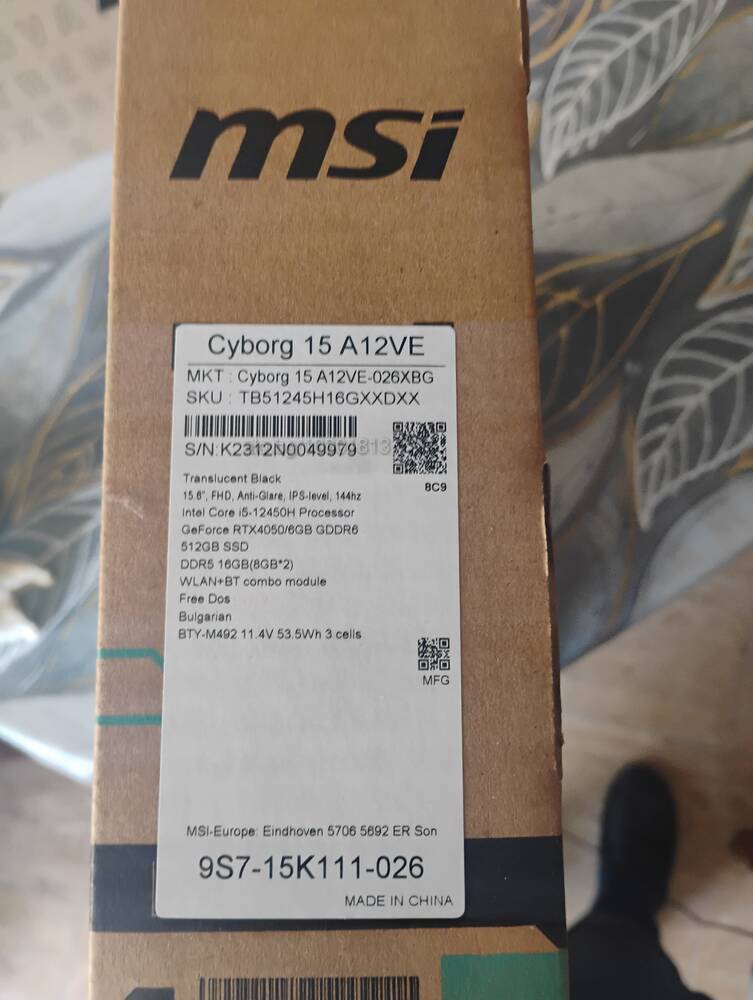 msi
Cyborg 15 A12VE
MKT : Cyborg 15 A12VE-026XBG
SKU : TB51245H16GXXDXX
S/N:K2312N0049979
8C9
Translucent Black
15.6", FHD, Anti-Glare, IPS-level, 144hz
Intel Core i5-12450H Processor
GeForce RTX4050/6GB GDDR6
512GB SSD
DDR5 16GB(8GB*2)
WLAN+BT combo module
Free Dos
Bulgarian
BTY-M492 11.4V 53.5Wh 3 cells
MFG
MSI-Europe: Eindhoven 5706 5692 ER Son
9S7-15K111-026
MADE IN CHINA